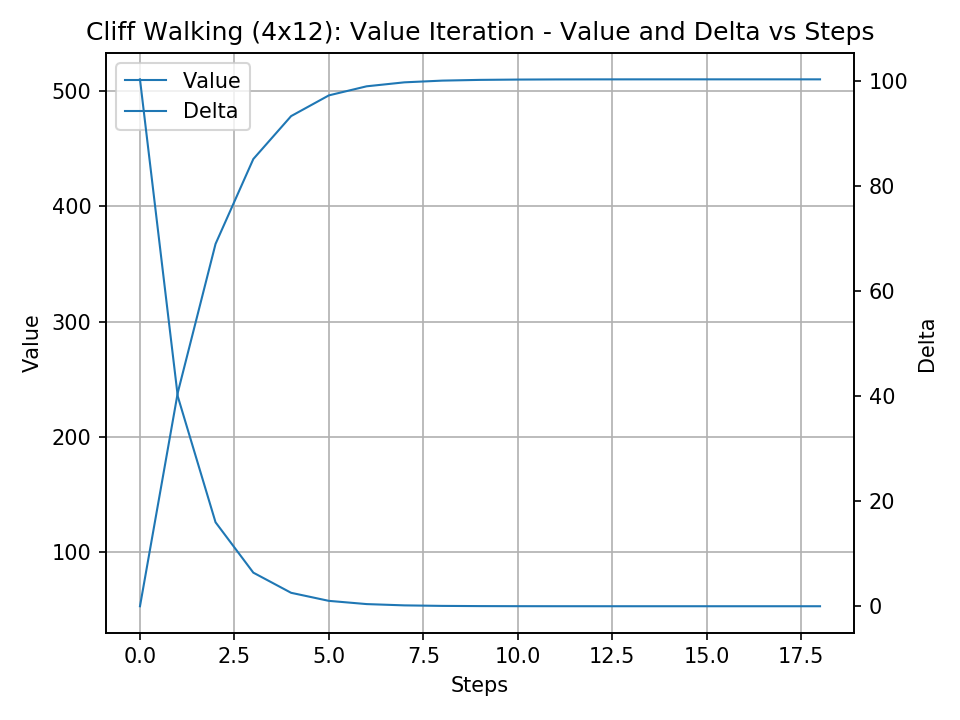 Cliff Walking (4x12): Value Iteration - Value and Delta vs Steps
Value
Delta
500
400
300
200
100
Value
100
80
60
40
20
0
Delta
0.0 2.5 5.0 7.5 10.0 12.5 15.0 17.5
Steps